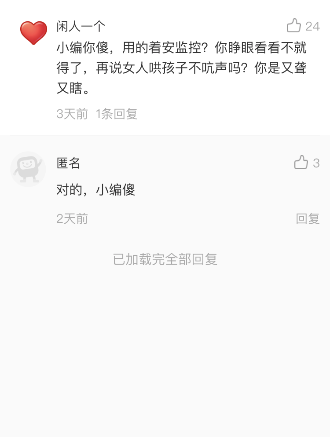 闲人一个
24
小编你傻，用的着安监控？你睁眼看看不就
得了，再说女人哄孩子不吭声吗？你是又聋
又瞎。
3天前 1条回复
匿名
3
对的，小编傻
2天前
回复
已加载完全部回复